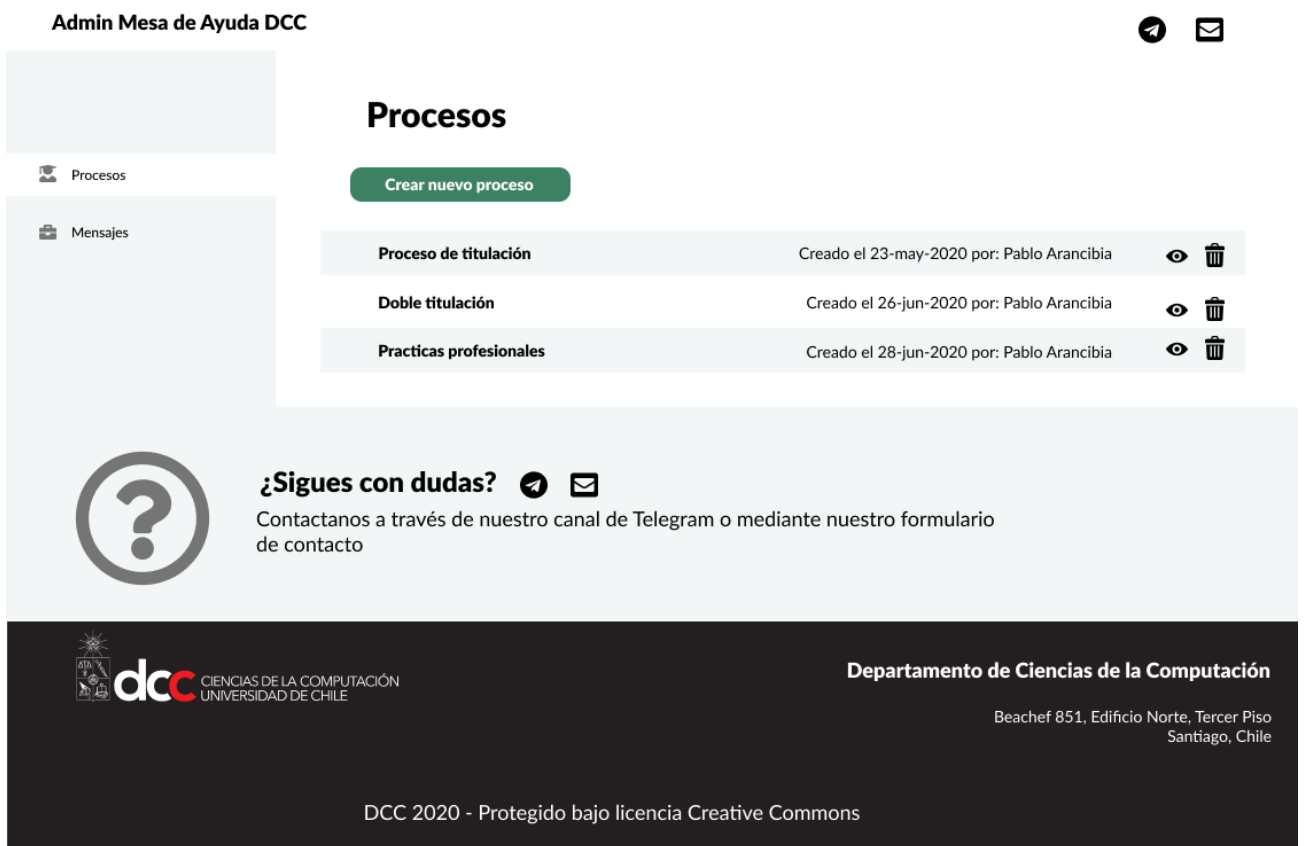 Admin Mesa de Ayuda DCC
Procesos
Procesos
Crear nuevo proceso
Mensajes
Proceso de titulación Creado el 23-may-2020 por: Pablo Arancibia
Doble titulación Creado el 26-jun-2020 por: Pablo Arancibia
Practicas profesionales Creado el 28-jun-2020 por: Pablo Arancibia
¿Sigues con dudas?
Contactanos a través de nuestro canal de Telegram o mediante nuestro formulario
de contacto
dcc CIENCIAS DE LA COMPUTACIÓN
UNIVERSIDAD DE CHILE
Departamento de Ciencias de la Computación
Beachef 851, Edificio Norte, Tercer Piso
Santiago, Chile
DCC 2020 - Protegido bajo licencia Creative Commons